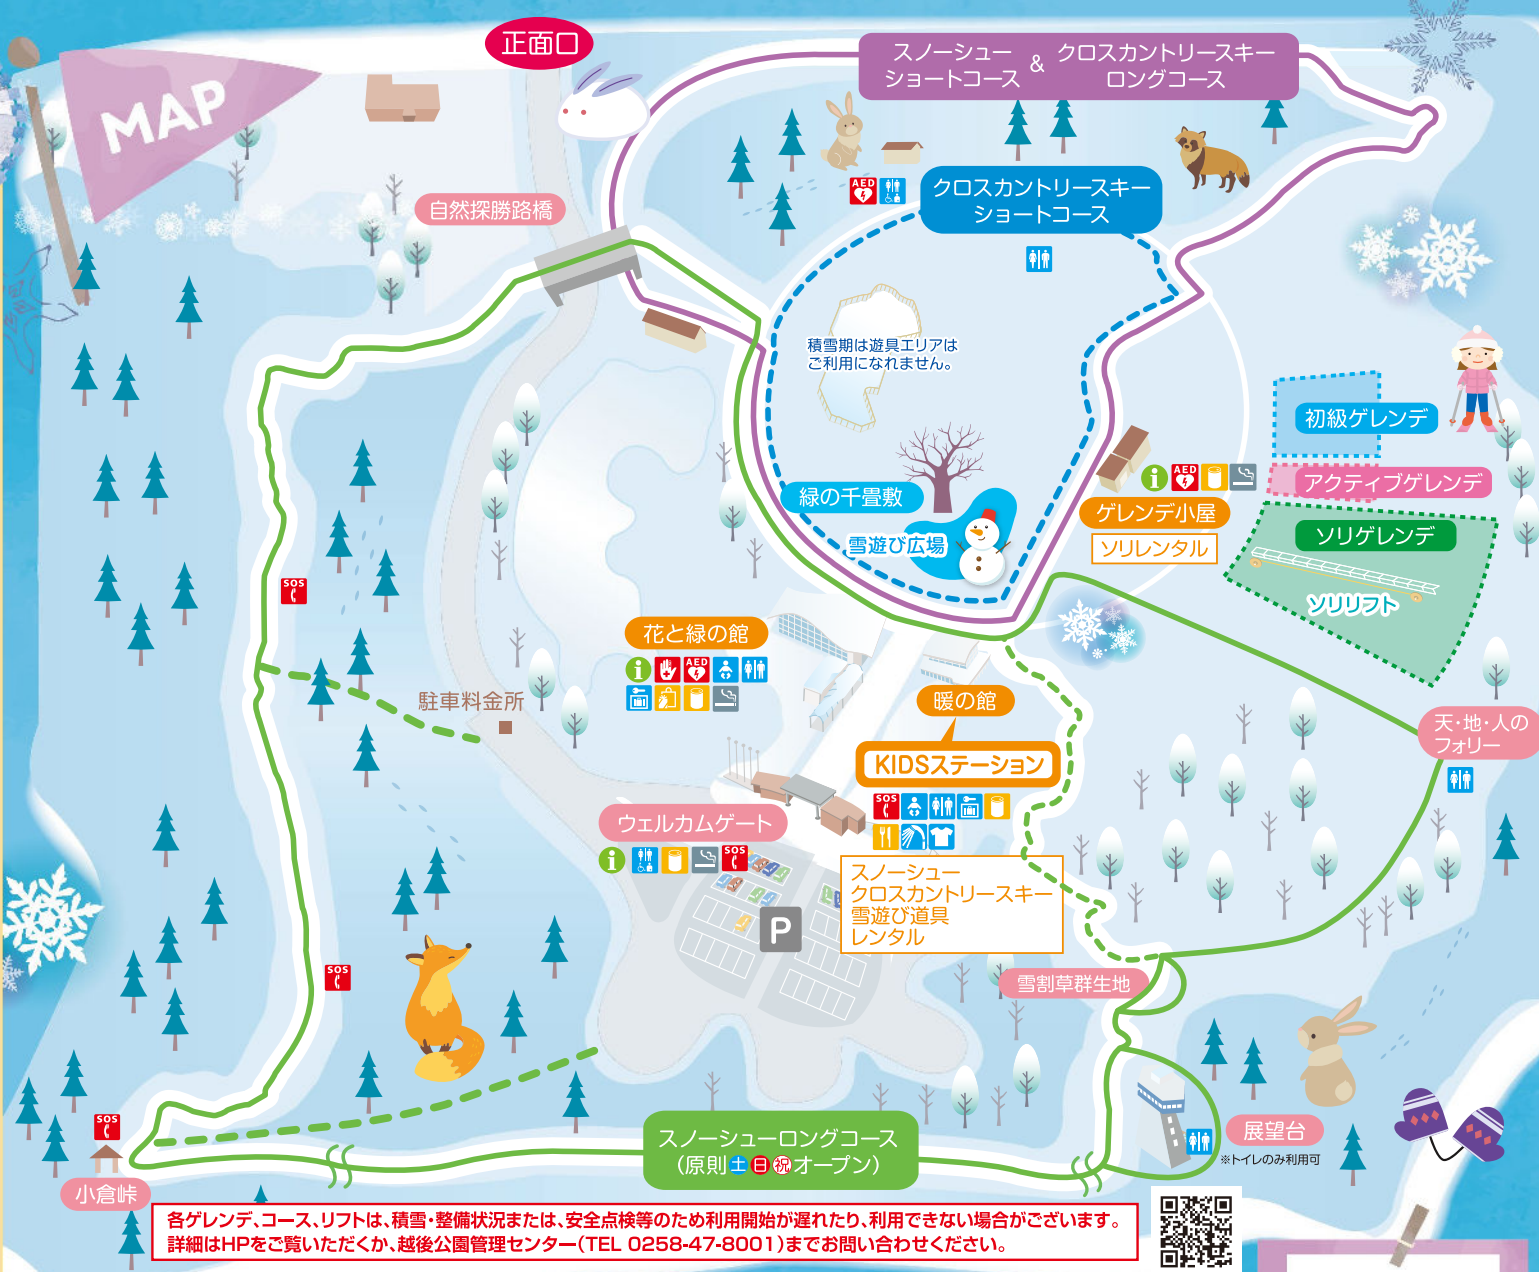 正面口
MAP
スノーシュー
ショートコース
&
クロスカントリースキー
ロングコース
自然探勝路橋
AED
クロスカントリースキー
ショートコース
積雪期は遊具エリアは
ご利用になれません。
初級ゲレンデ
アクティブゲレンデ
ソリゲレンデ
ソリリフト
緑の千畳敷
雪遊び広場
i AED
ゲレンデ小屋
ソリレンタル
SOS
花と緑の館
i AED
駐車料金所
暖の館
KIDSステーション
SOS
天・地・人の
フォリー
ウェルカムゲート
i SOS
スノーシュー
クロスカントリースキー
雪遊び道具
レンタル
P
SOS
雪割草群生地
SOS
小倉峠
スノーシューロングコース
(原則土日祝オープン)
展望台
※トイレのみ利用可
各ゲレンデ、コース、リフトは、積雪・整備状況または、安全点検等のため利用開始が遅れたり、利用できない場合がございます。
詳細はHPをご覧いただくか、越後公園管理センター(TEL 0258-47-8001)までお問い合わせください。